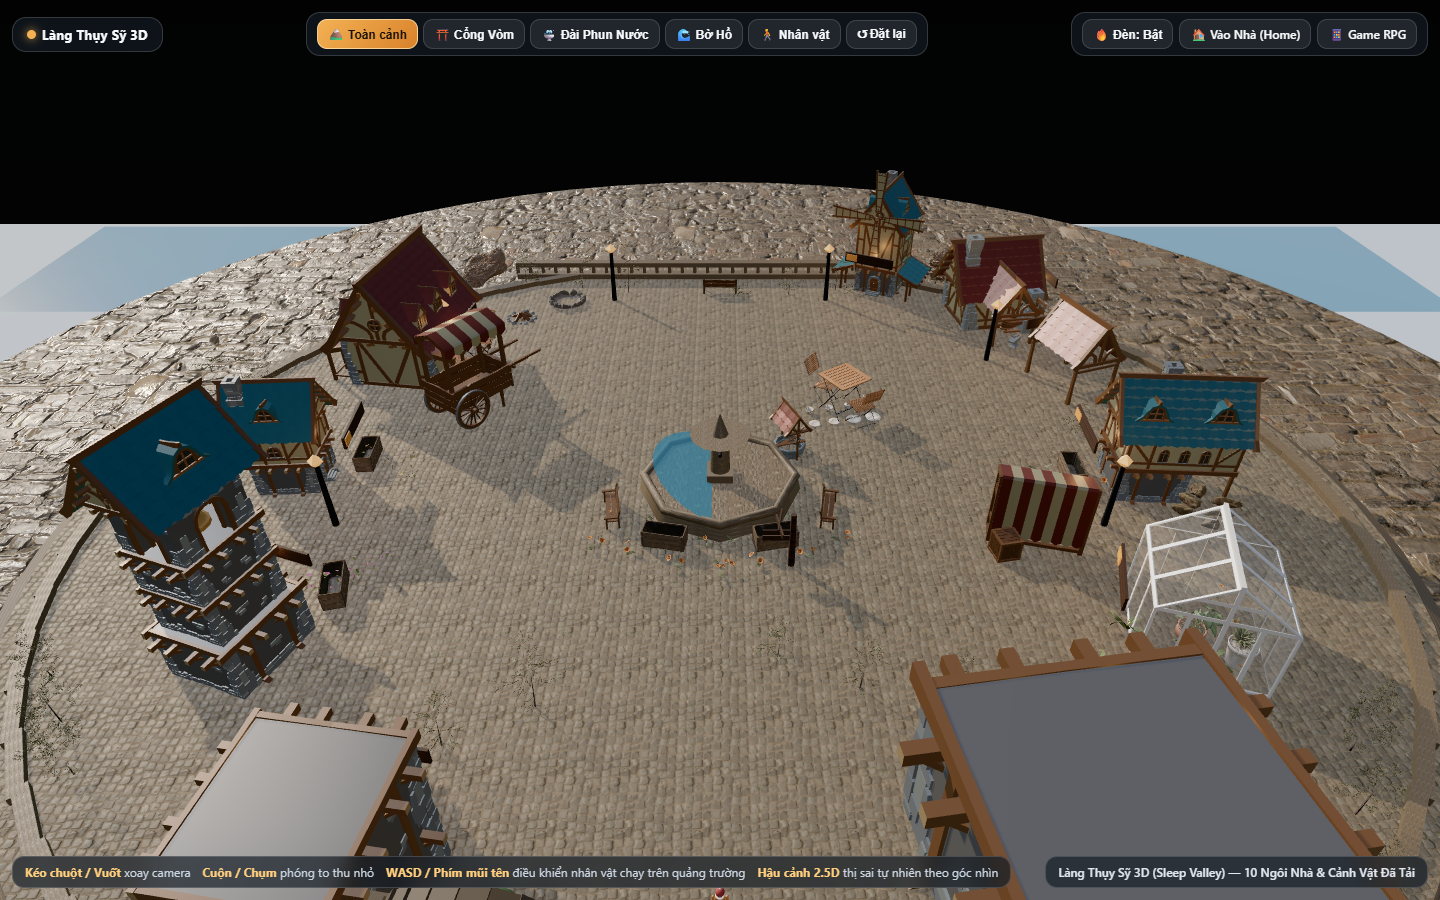 Làng Thụy Sỹ 3D
Toàn cảnh
Cổng Vòm
Đài Phun Nước
Bờ Hồ
Nhân vật
↺ Đặt lại
Đèn: Bật
Vào Nhà (Home)
Game RPG
Kéo chuột / Vuốt xoay camera Cuộn / Chụm phóng to thu nhỏ WASD / Phím mũi tên điều khiển nhân vật chạy trên quảng trường Hậu cảnh 2.5D thị sai tự nhiên theo góc nhìn
Làng Thụy Sỹ 3D (Sleep Valley) — 10 Ngôi Nhà & Cảnh Vật Đã Tải